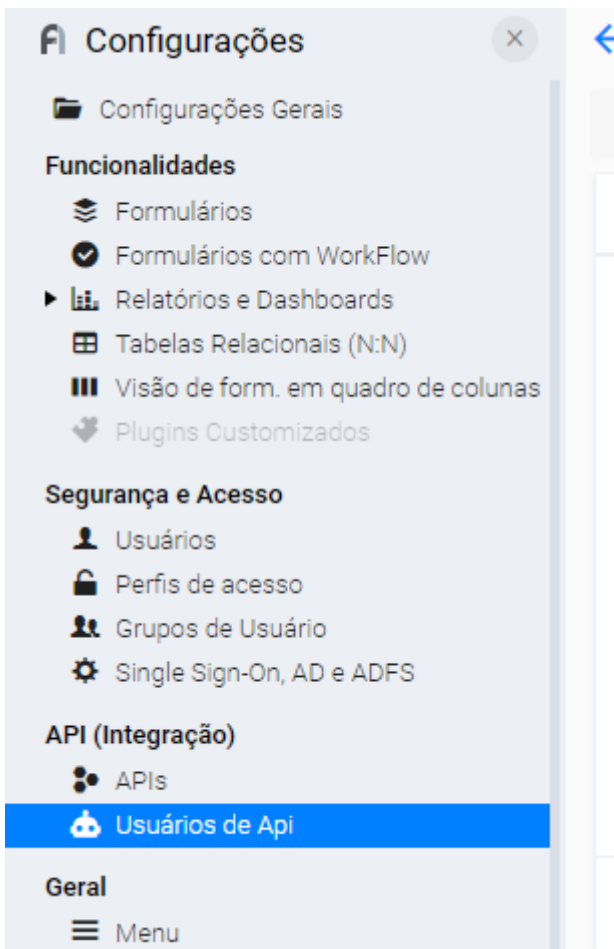 Configurações
Configurações Gerais
Funcionalidades
Formulários
Formulários com WorkFlow
Relatórios e Dashboards
Tabelas Relacionais (N:N)
Visão de form. em quadro de colunas
Plugins Customizados
Segurança e Acesso
Usuários
Perfis de acesso
Grupos de Usuário
Single Sign-On, AD e ADFS
API (Integração)
APIs
Usuários de Api
Geral
Menu